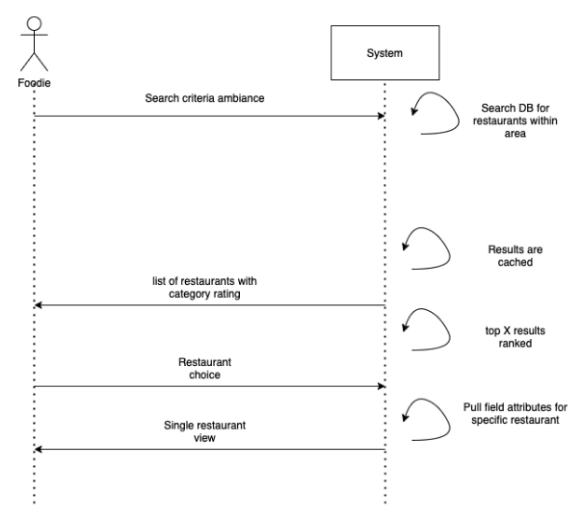 System
Foodie
Search criteria ambiance
Search DB for
restaurants within
area
Results are
cached
list of restaurants with
category rating
top X results
ranked
Restaurant
choice
Pull field attributes for
specific restaurant
Single restaurant
view